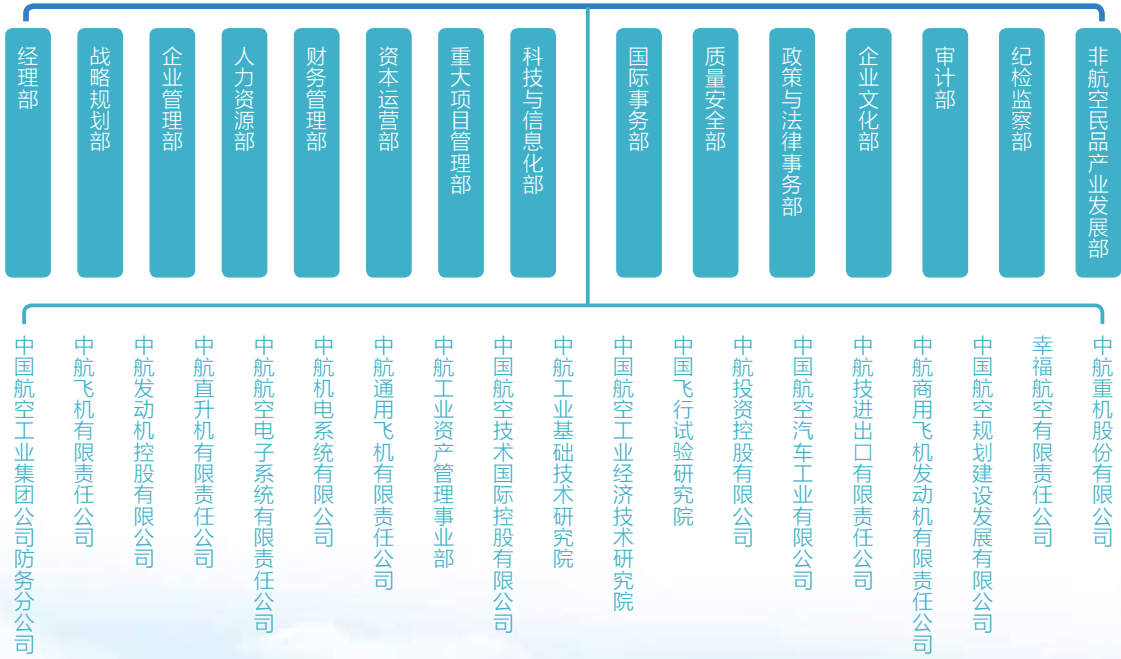 经理部
战略规划部
企业管理部
人力资源部
财务管理部
资本运营部
重大项目管理部
科技与信息化部
国际事务部
质量安全部
政策与法律事务部
企业文化部
审计部
纪检监察部
非航空民品产业发展部
中国航空工业集团公司防务分公司
中航飞机有限责任公司
中航发动机控股有限公司
中航直升机有限责任公司
中航航空电子系统有限责任公司
中航机电系统有限公司
中航通用飞机有限责任公司
中航工业资产管理事业部
中国航空技术国际控股有限公司
中航工业基础技术研究院
中国航空工业经济技术研究院
中国飞行试验研究院
中航投资控股有限公司
中国航空汽车工业有限公司
中航技进出口有限责任公司
中航商用飞机发动机有限责任公司
中国航空规划建设发展有限公司
幸福航空有限责任公司
中航重机股份有限公司